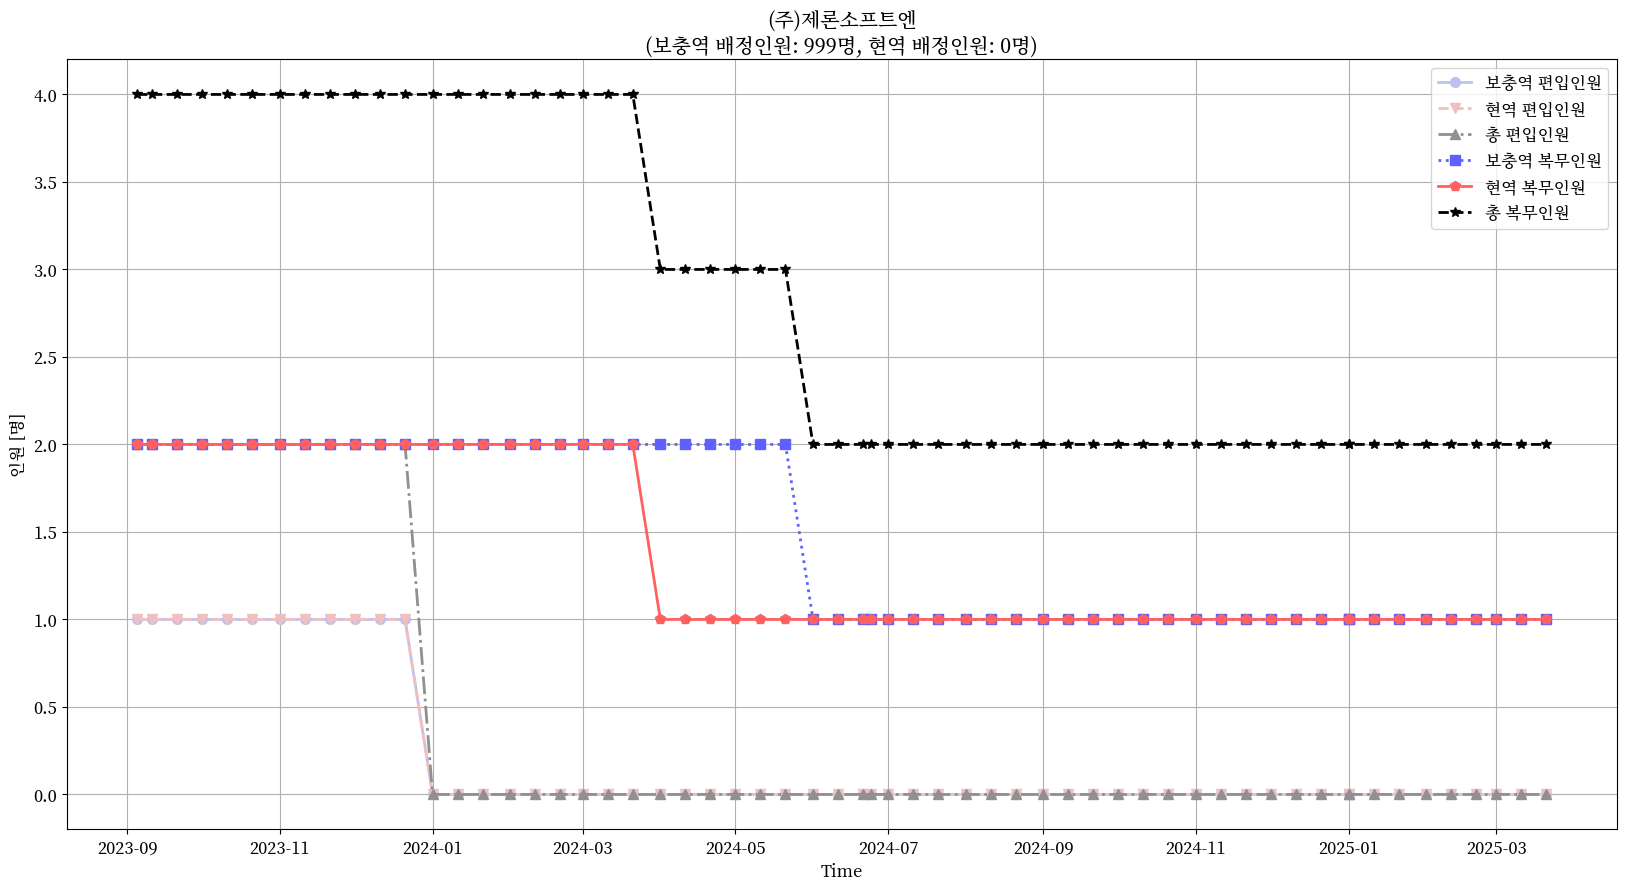 (주)제론소프트엔
(보충역 배정인원: 999명, 현역 배정인원: 0명)
보충역 편입인원
현역 편입인원
총 편입인원
보충역 복무인원
현역 복무인원
총 복무인원
인원 [명]
4.0
3.5
3.0
2.5
2.0
1.5
1.0
0.5
0.0
2023-09 2023-11 2024-01 2024-03 2024-05 2024-07 2024-09 2024-11 2025-01 2025-03
Time